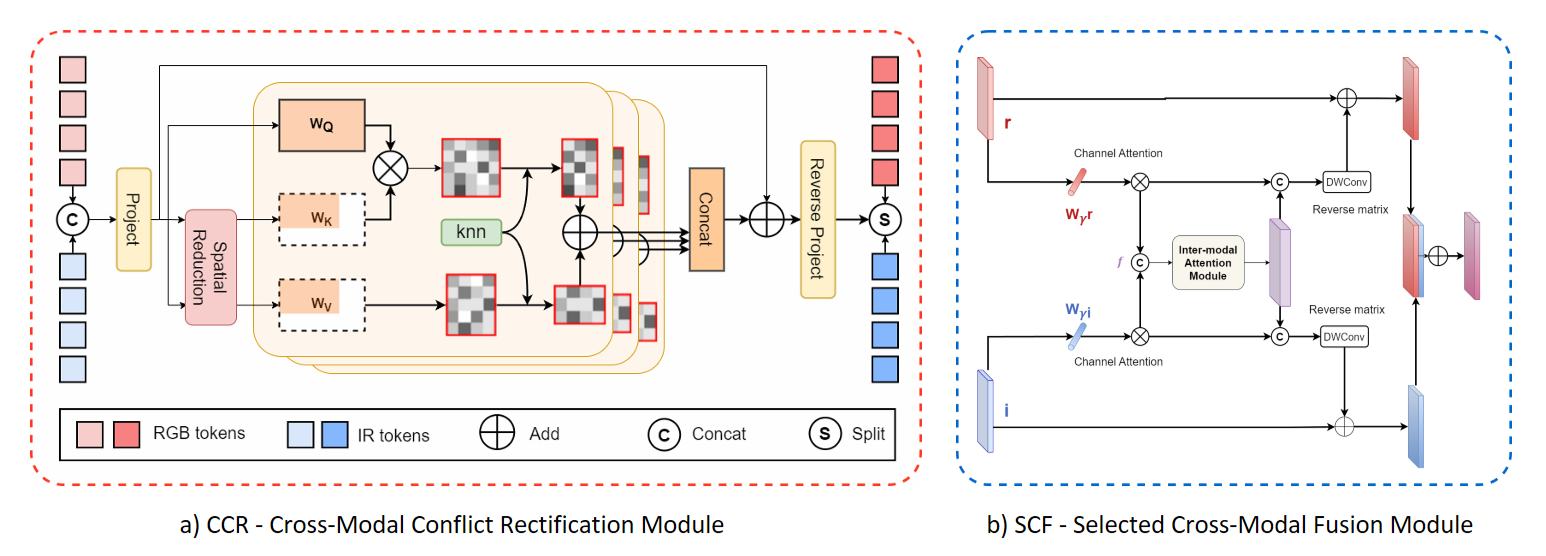 C
Project
Spatial
Reduction
WQ
WK
WV
knn
Concat
Reverse Project
S
RGB tokens
IR tokens
Add
C
Concat
S
Split
a) CCR - Cross-Modal Conflict Rectification Module
r
Channel Attention
Wγr
C
DWConv
Reverse matrix
f
C
Inter-modal
Attention
Module
Wγi
Channel Attention
Reverse matrix
C
DWConv
i
b) SCF - Selected Cross-Modal Fusion Module